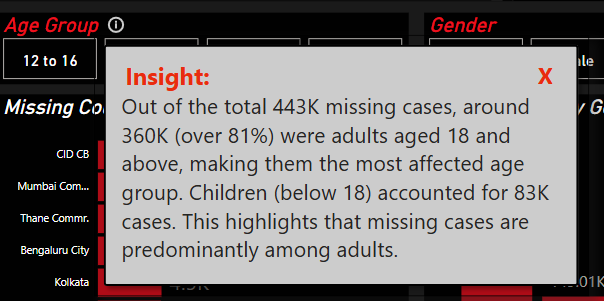 Age Group
Gender
12 to 16
ale
Insight:
X
Out of the total 443K missing cases, around
360K (over 81%) were adults aged 18 and
above, making them the most affected age
group. Children (below 18) accounted for 83K
cases. This highlights that missing cases are
predominantly among adults.
Missing Co
CID CB
Mumbai Com...
Thane Commr.
Bengaluru City
Kolkata